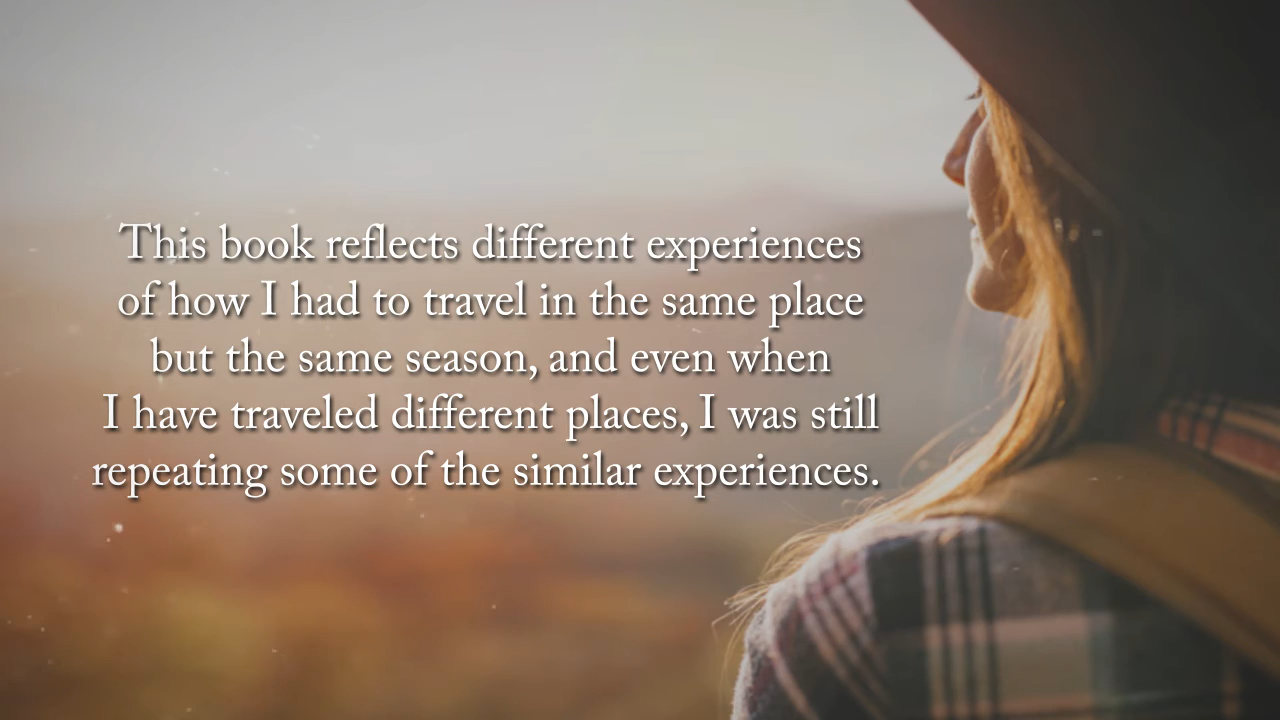 This book reflects different experiences
of how I had to travel in the same place
but the same season, and even when
I have traveled different places, I was still
repeating some of the similar experiences.